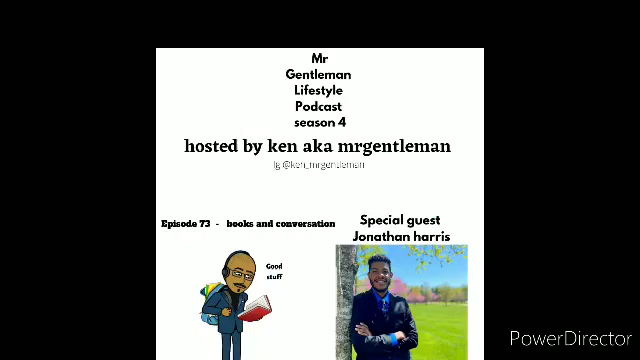 Mr
Gentleman
Lifestyle
Podcast
season 4
hosted by ken aka mrgentleman
Ig @ken_mrgentleman
Episode 73 - books and conversation
Special guest
Jonathan harris
Good
stuff
PowerDirector